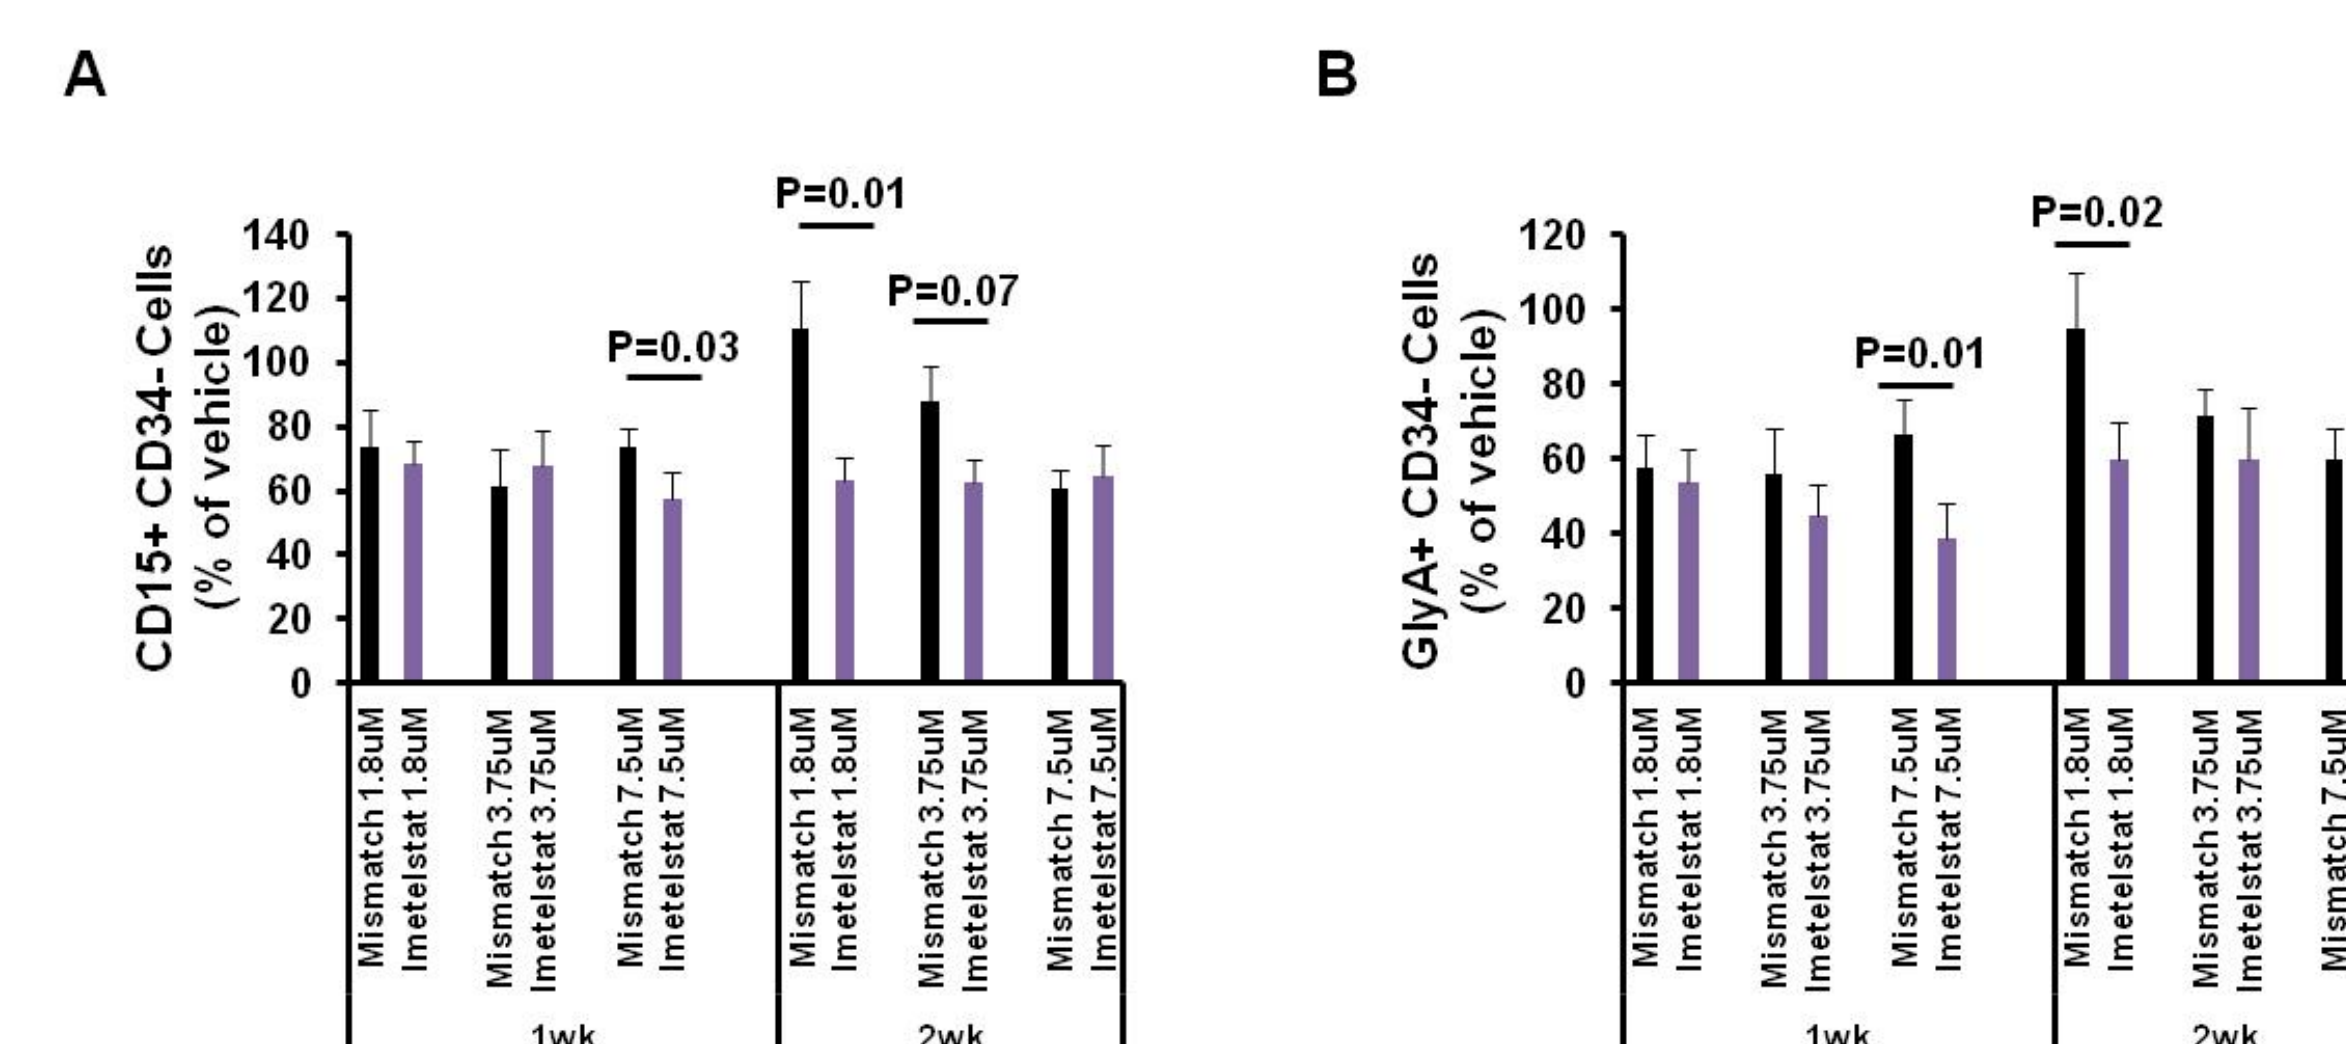 A
P=0.01
P=0.07
P=0.03
140
120
100
80
60
40
20
0
CD15+ CD34- Cells
(% of vehicle)
Mismatch 1.8uM
Imetelstat 1.8uM
Mismatch 3.75uM
Imetelstat 3.75uM
Mismatch 7.5uM
Imetelstat 7.5uM
Mismatch 1.8uM
Imetelstat 1.8uM
Mismatch 3.75uM
Imetelstat 3.75uM
Mismatch 7.5uM
Imetelstat 7.5uM
1wk
2wk
B
P=0.02
P=0.01
120
100
80
60
40
20
0
GlyA+ CD34- Cells
(% of vehicle)
Mismatch 1.8uM
Imetelstat 1.8uM
Mismatch 3.75uM
Imetelstat 3.75uM
Mismatch 7.5uM
Imetelstat 7.5uM
Mismatch 1.8uM
Imetelstat 1.8uM
Mismatch 3.75uM
Imetelstat 3.75uM
Mismatch 7.5uM
1wk
2wk